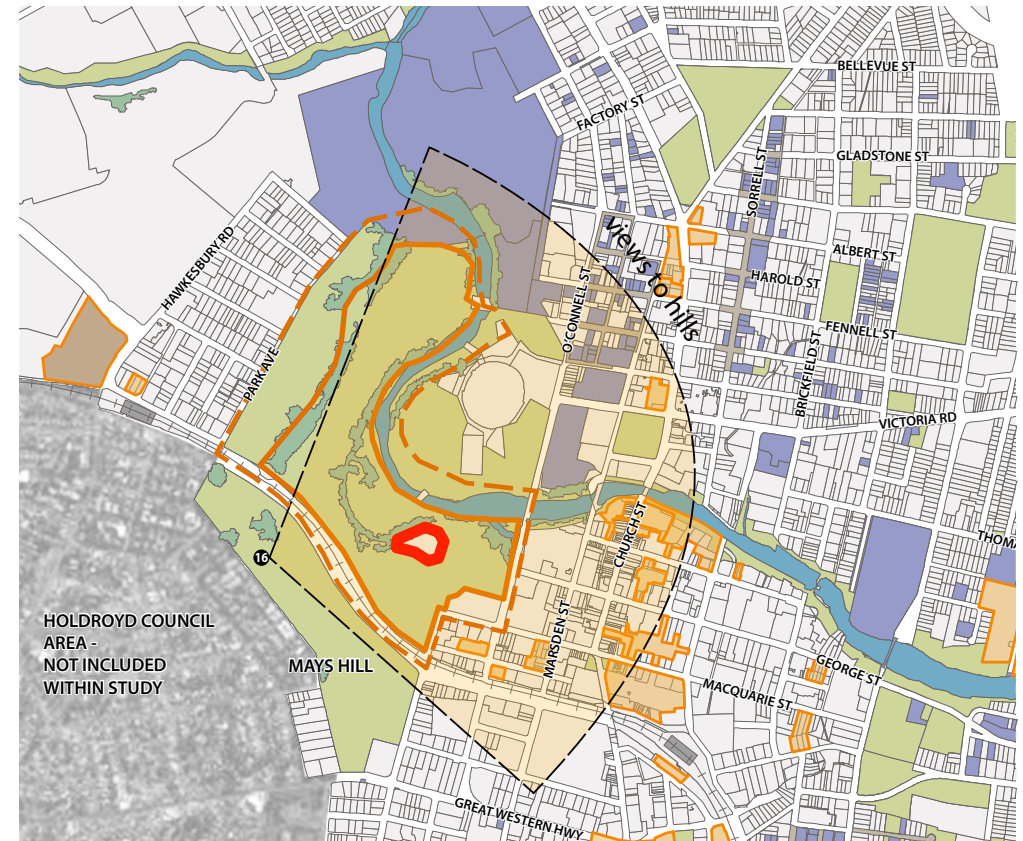 BELLEVUE ST
FACTORY ST
GLADSTONE ST
SORRELL ST
HAWKESBURY RD
views to hills
ALBERT ST
HAROLD ST
O'CONNELL ST
FENNELL ST
PARK AVE
BRICKFIELD ST
VICTORIA RD
CHURCH ST
THOMA
16
HOLDROYD COUNCIL
AREA -
NOT INCLUDED
WITHIN STUDY
MAYS HILL
MARSDEN ST
GEORGE ST
MACQUARIE ST
GREAT WESTERN HWY